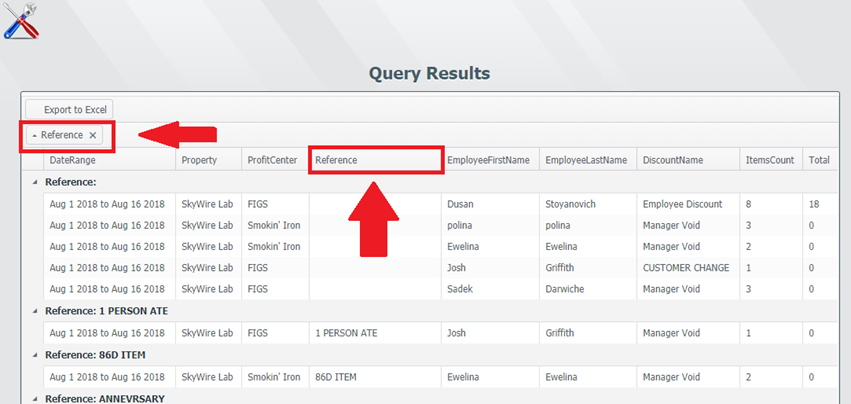 Query Results
Export to Excel
Reference
DateRange Property ProfitCenter Reference EmployeeFirstName EmployeeLastName DiscountName ItemsCount Total
Reference:
Aug 1 2018 to Aug 16 2018 SkyWire Lab FIGS Dusan Stoyanovich Employee Discount 8 18
Aug 1 2018 to Aug 16 2018 SkyWire Lab Smokin' Iron polina polina Manager Void 3 0
Aug 1 2018 to Aug 16 2018 SkyWire Lab Smokin' Iron Ewelina Ewelina Manager Void 2 0
Aug 1 2018 to Aug 16 2018 SkyWire Lab FIGS Josh Griffith CUSTOMER CHANGE 1 0
Aug 1 2018 to Aug 16 2018 SkyWire Lab FIGS Sadek Darwiche Manager Void 3 0
Reference: 1 PERSON ATE
Aug 1 2018 to Aug 16 2018 SkyWire Lab FIGS 1 PERSON ATE Josh Griffith Manager Void 1 0
Reference: 86D ITEM
Aug 1 2018 to Aug 16 2018 SkyWire Lab Smokin' Iron 86D ITEM Ewelina Ewelina Manager Void 2 0
Reference: ANNEVRSARY